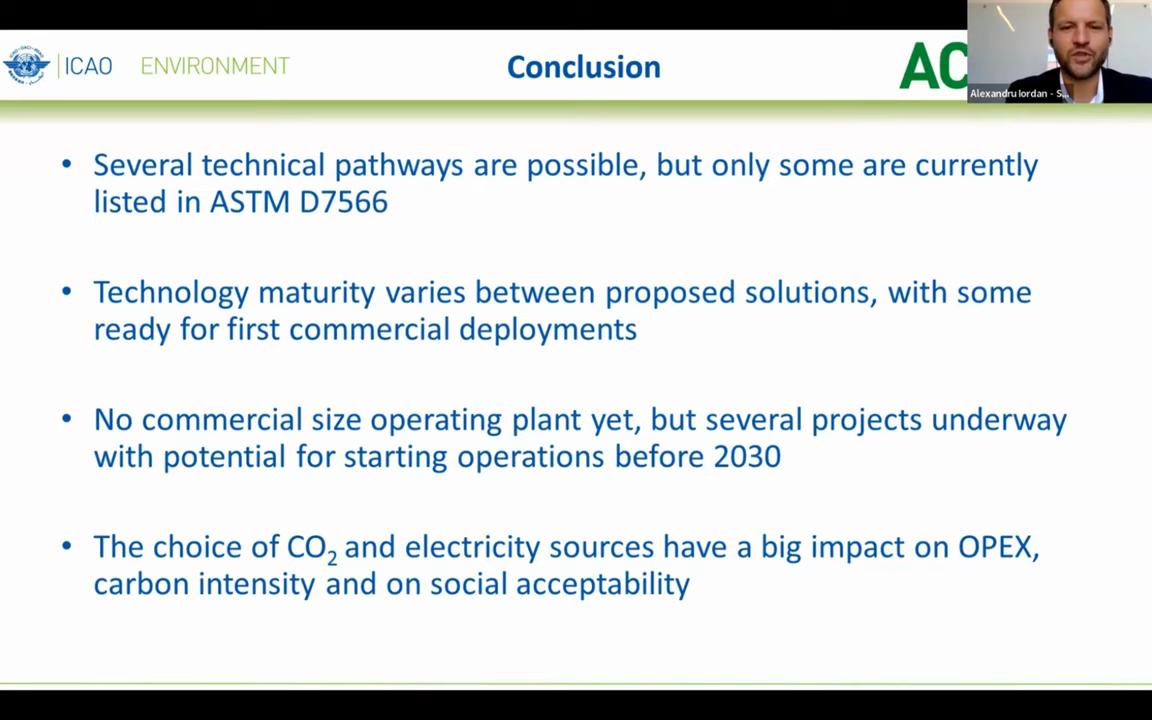 ICAO ENVIRONMENT
Conclusion
AC
Alexandru Iordan - S...
• Several technical pathways are possible, but only some are currently
listed in ASTM D7566
• Technology maturity varies between proposed solutions, with some
ready for first commercial deployments
• No commercial size operating plant yet, but several projects underway
with potential for starting operations before 2030
• The choice of CO₂ and electricity sources have a big impact on OPEX,
carbon intensity and on social acceptability